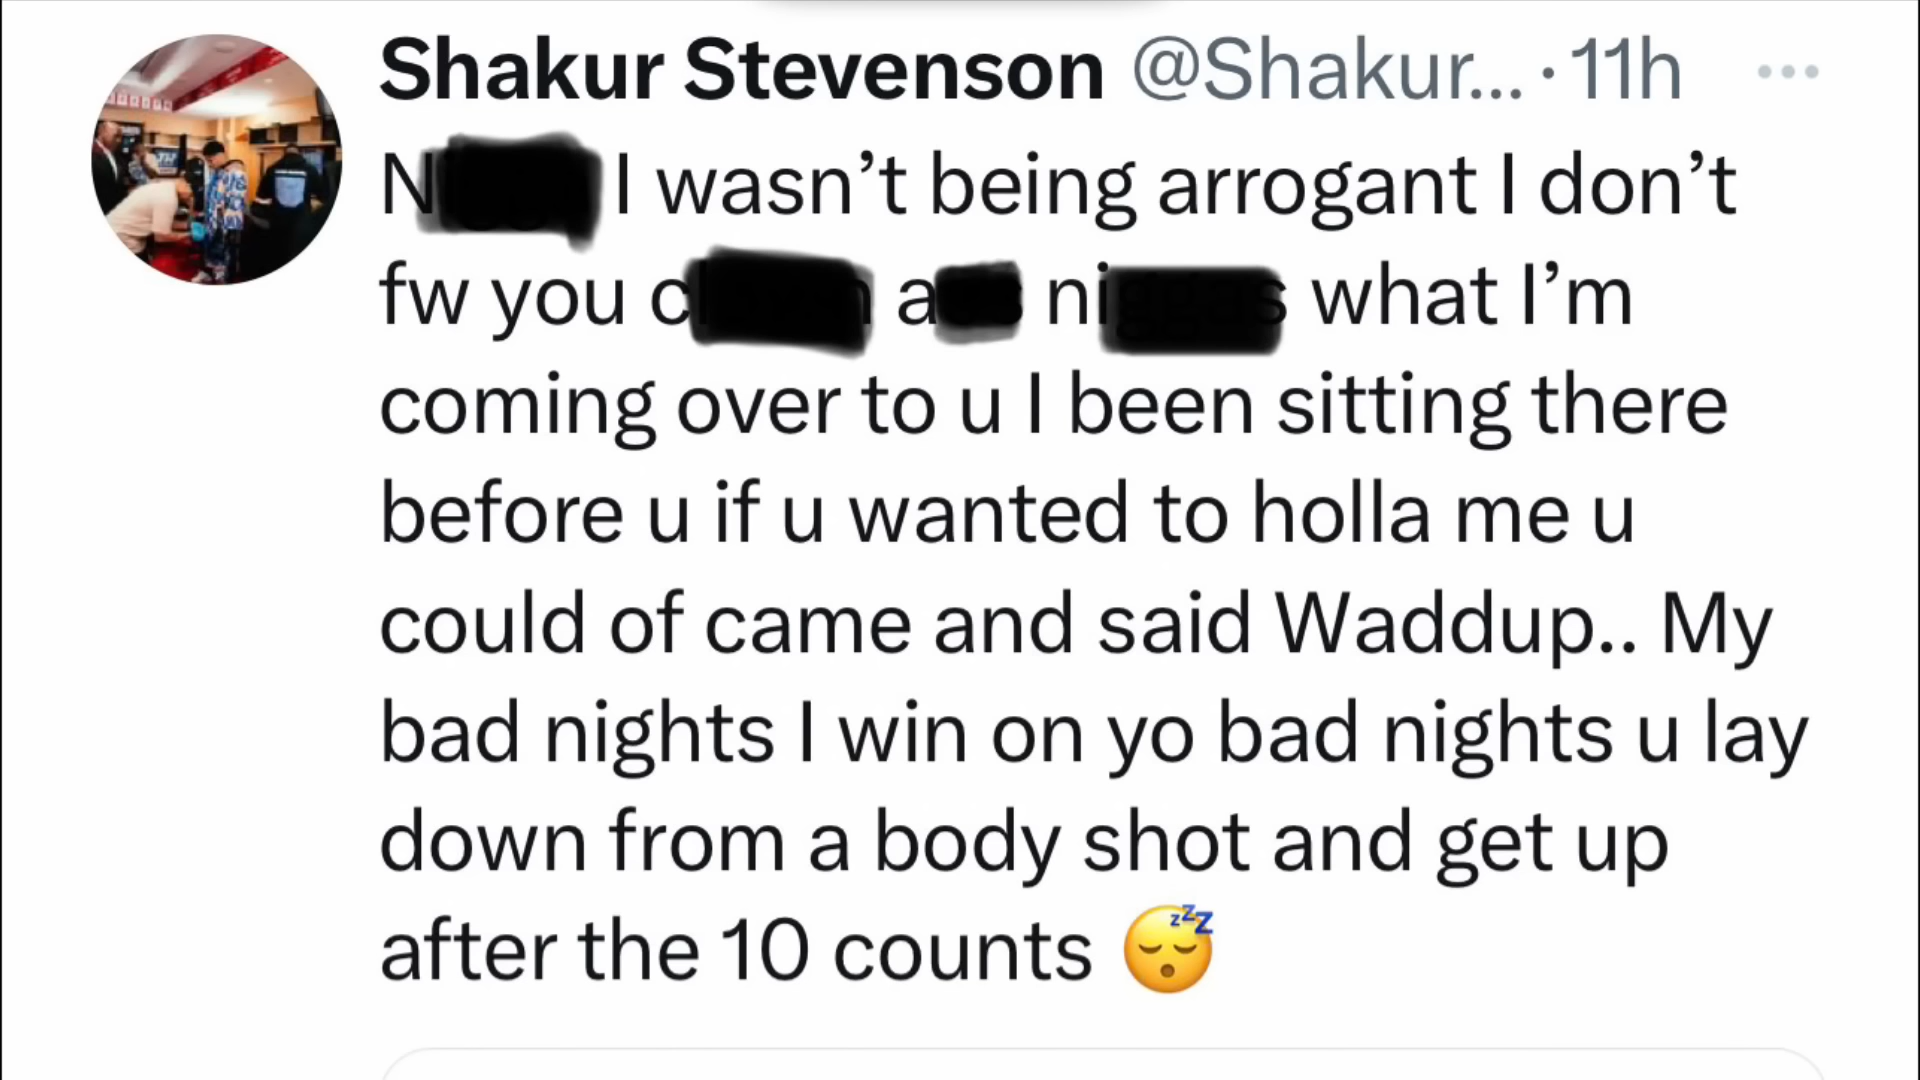 Shakur Stevenson @Shakur... · 11h
N I wasn’t being arrogant I don’t
fw you c a ni s what I’m
coming over to u I been sitting there
before u if u wanted to holla me u
could of came and said Waddup.. My
bad nights I win on yo bad nights u lay
down from a body shot and get up
after the 10 counts 😴